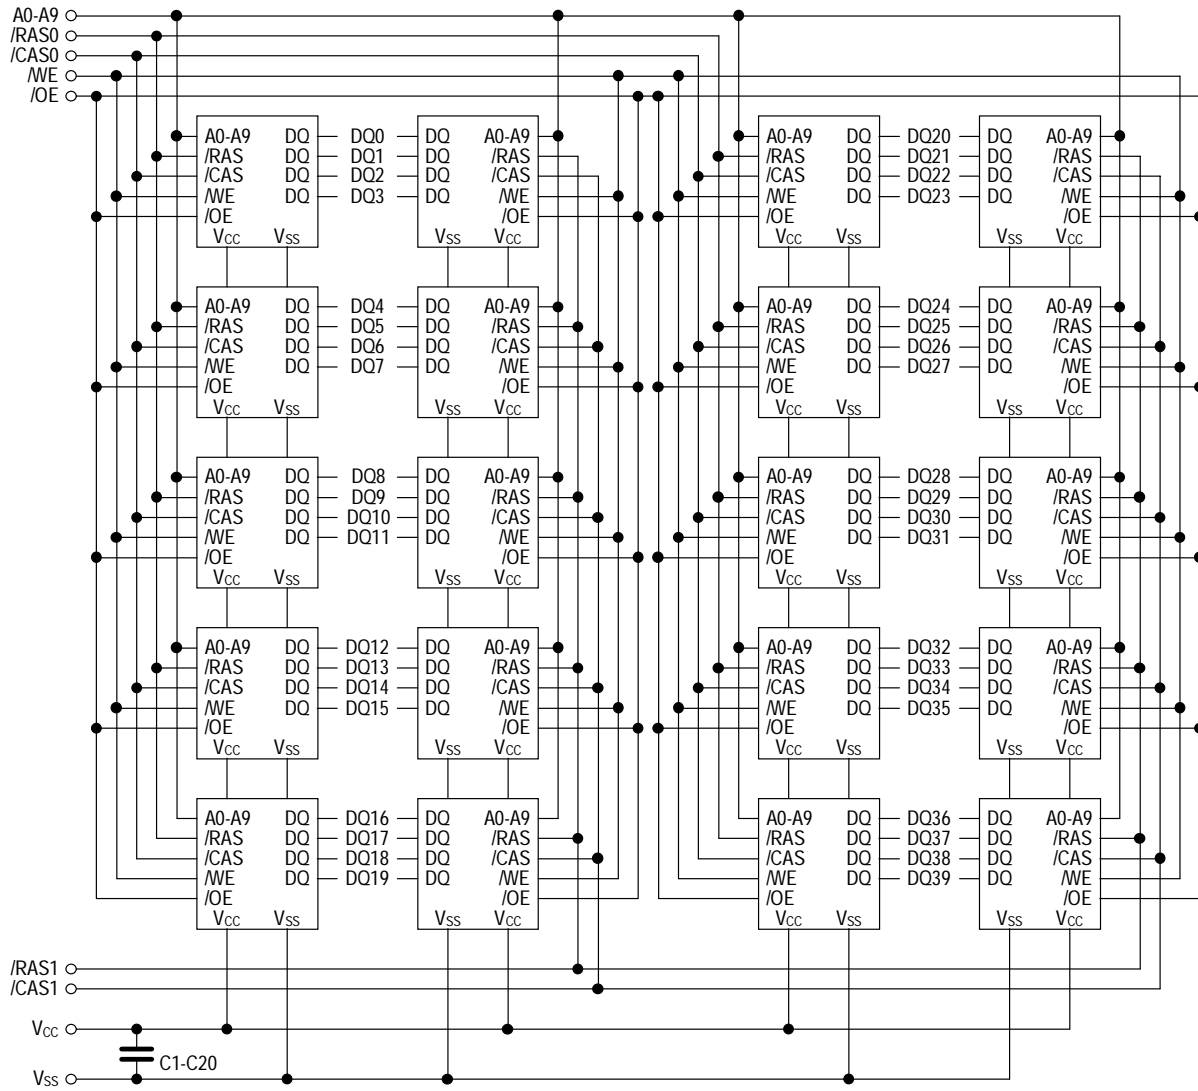 A0-A9
/RAS0
/CAS0
/WE
/OE
A0-A9 DQ DQ0 DQ A0-A9 A0-A9 DQ DQ20 DQ A0-A9
/RAS DQ DQ1 DQ /RAS /RAS DQ DQ21 DQ /RAS
/CAS DQ DQ2 DQ /CAS /CAS DQ DQ22 DQ /CAS
/WE DQ DQ3 DQ /WE /WE DQ DQ23 DQ /WE
/OE /OE /OE /OE
VCC VSS VSS VCC VCC VSS VSS VCC
A0-A9 DQ DQ4 DQ A0-A9 A0-A9 DQ DQ24 DQ A0-A9
/RAS DQ DQ5 DQ /RAS /RAS DQ DQ25 DQ /RAS
/CAS DQ DQ6 DQ /CAS /CAS DQ DQ26 DQ /CAS
/WE DQ DQ7 DQ /WE /WE DQ DQ27 DQ /WE
/OE /OE /OE /OE
VCC VSS VSS VCC VCC VSS VSS VCC
A0-A9 DQ DQ8 DQ A0-A9 A0-A9 DQ DQ28 DQ A0-A9
/RAS DQ DQ9 DQ /RAS /RAS DQ DQ29 DQ /RAS
/CAS DQ DQ10 DQ /CAS /CAS DQ DQ30 DQ /CAS
/WE DQ DQ11 DQ /WE /WE DQ DQ31 DQ /WE
/OE /OE /OE /OE
VCC VSS VSS VCC VCC VSS VSS VCC
A0-A9 DQ DQ12 DQ A0-A9 A0-A9 DQ DQ32 DQ A0-A9
/RAS DQ DQ13 DQ /RAS /RAS DQ DQ33 DQ /RAS
/CAS DQ DQ14 DQ /CAS /CAS DQ DQ34 DQ /CAS
/WE DQ DQ15 DQ /WE /WE DQ DQ35 DQ /WE
/OE /OE /OE /OE
VCC VSS VSS VCC VCC VSS VSS VCC
A0-A9 DQ DQ16 DQ A0-A9 A0-A9 DQ DQ36 DQ A0-A9
/RAS DQ DQ17 DQ /RAS /RAS DQ DQ37 DQ /RAS
/CAS DQ DQ18 DQ /CAS /CAS DQ DQ38 DQ /CAS
/WE DQ DQ19 DQ /WE /WE DQ DQ39 DQ /WE
/OE /OE /OE /OE
VCC VSS VSS VCC VCC VSS VSS VCC
/RAS1
/CAS1
VCC
C1-C20
VSS